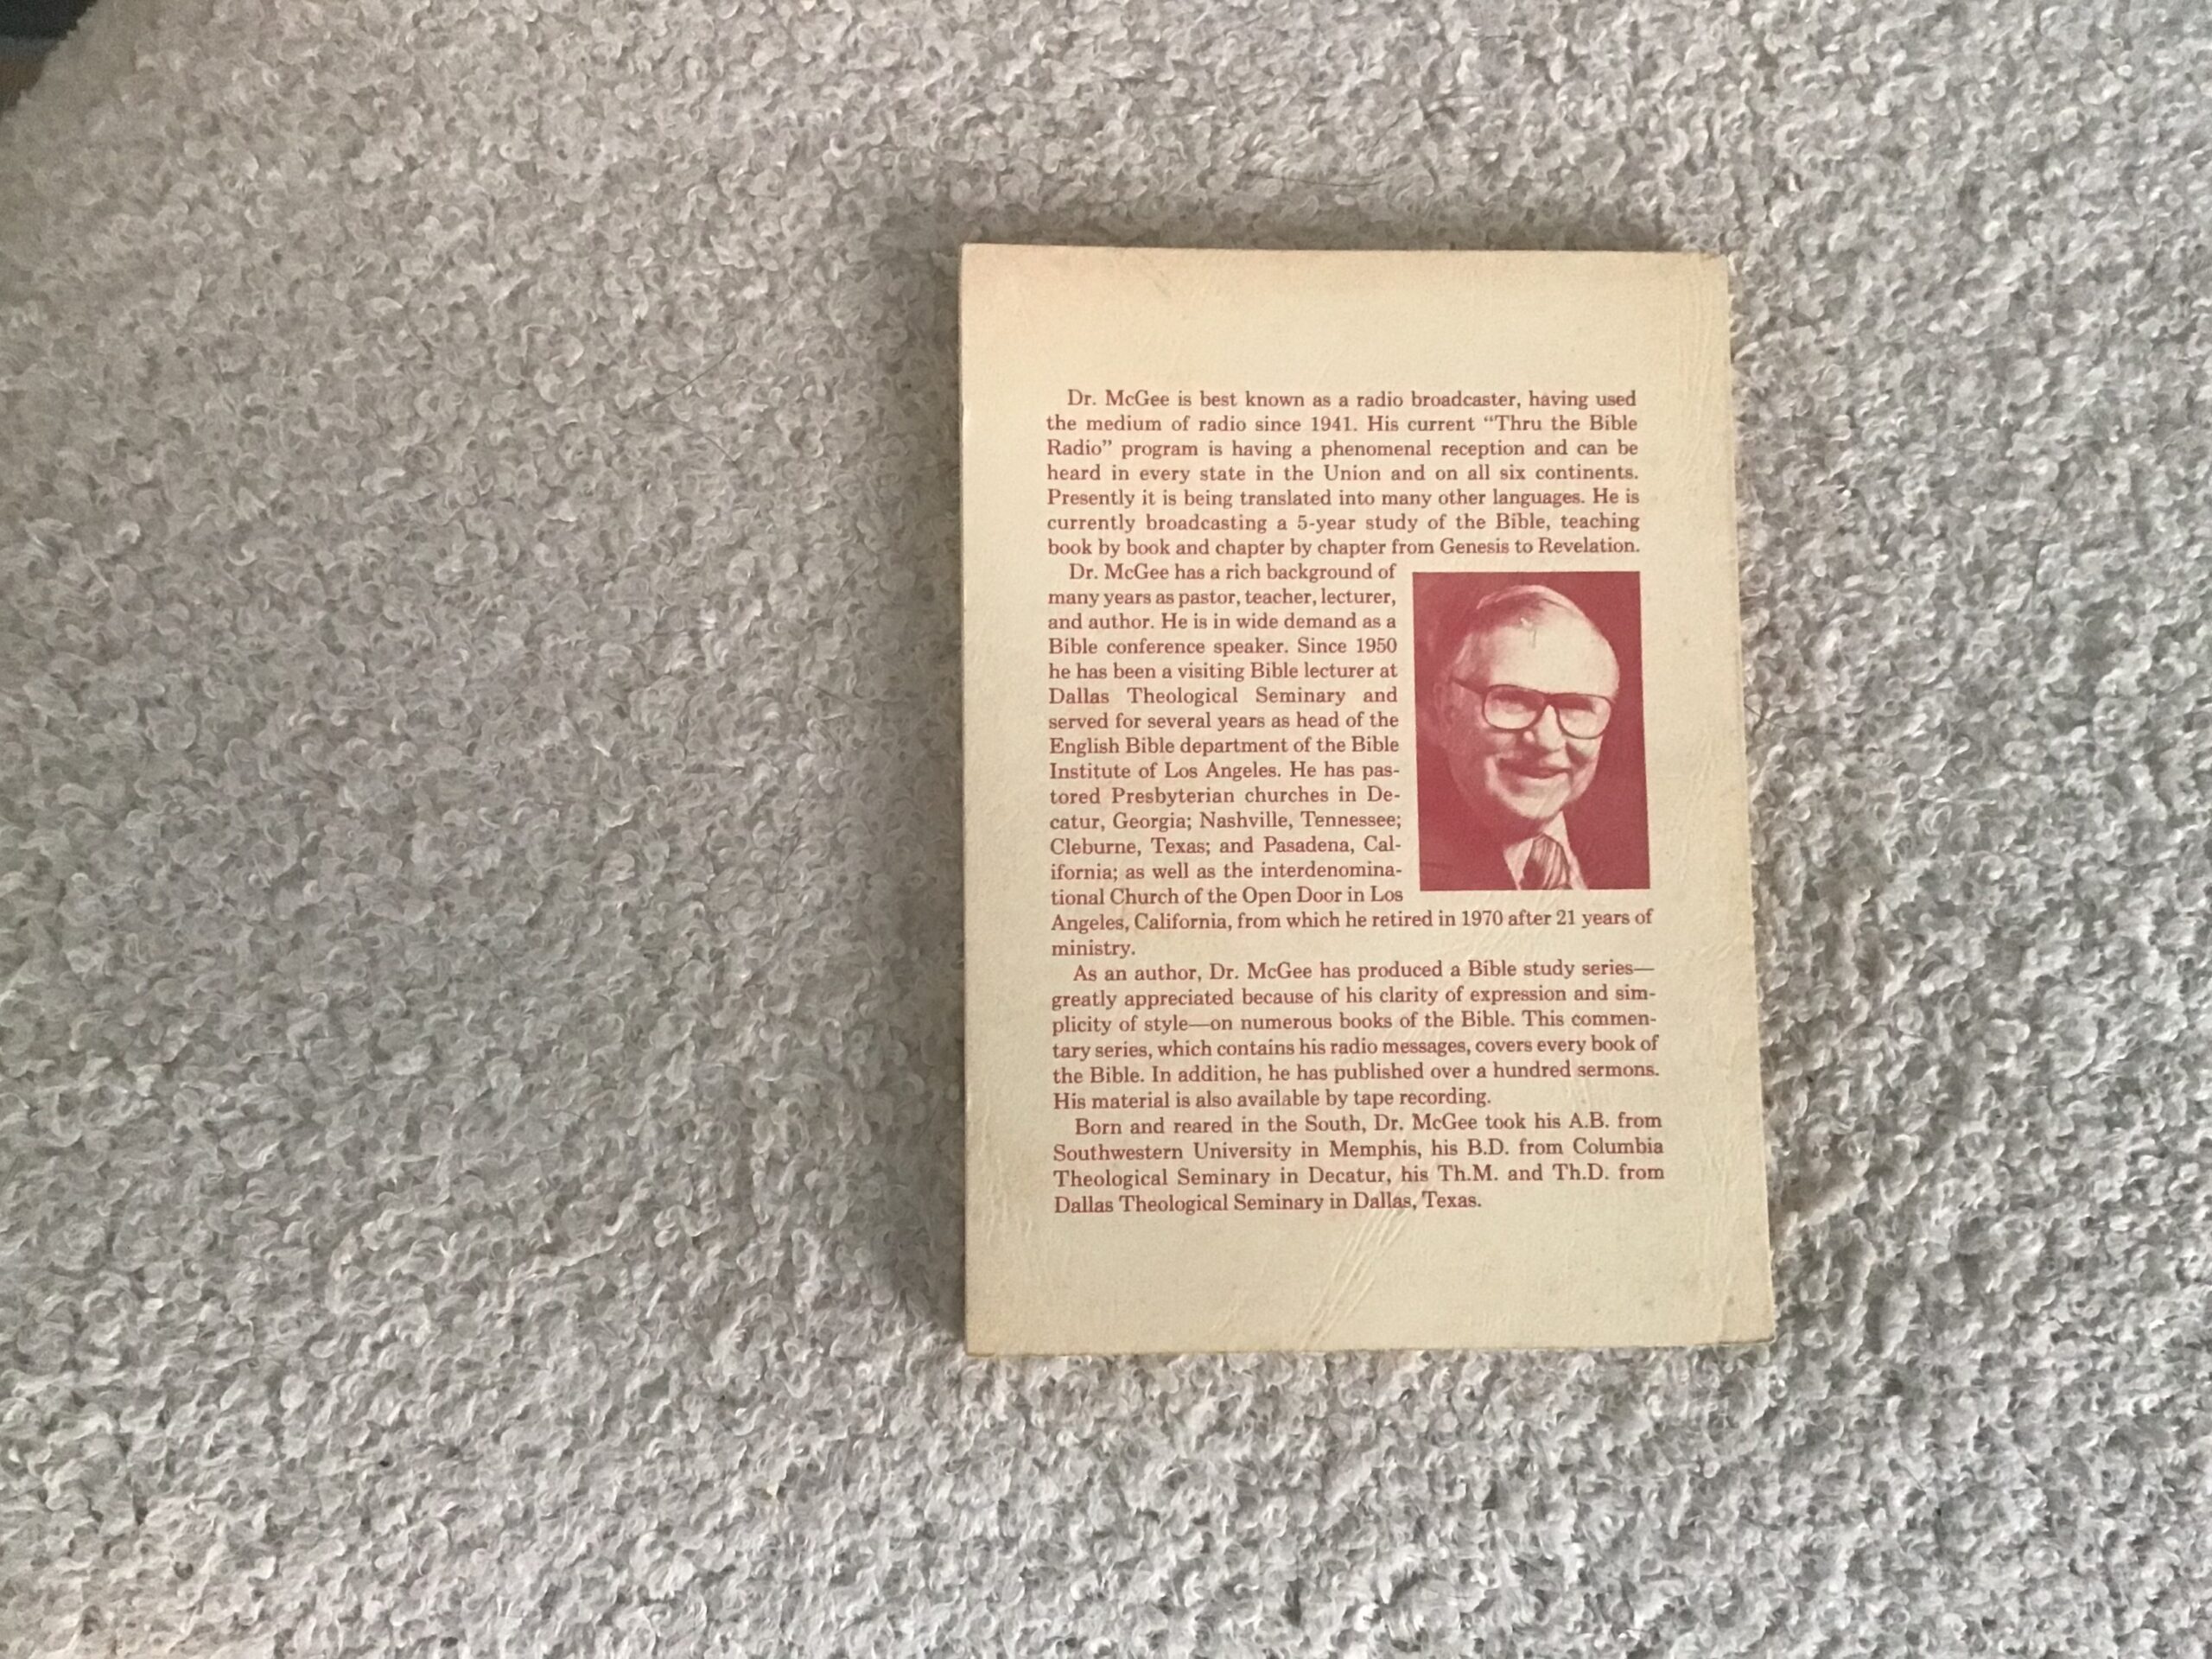 Dr. McGee is best known as a radio broadcaster, having used
the medium of radio since 1941. His current “Thru the Bible
Radio” program is having a phenomenal reception and can be
heard in every state in the Union and on all six continents.
Presently it is being translated into many other languages. He is
currently broadcasting a 5-year study of the Bible, teaching
book by book and chapter by chapter from Genesis to Revelation.
Dr. McGee has a rich background of
many years as pastor, teacher, lecturer,
and author. He is in wide demand as a
Bible conference speaker. Since 1950
he has been a visiting Bible lecturer at
Dallas Theological Seminary and
served for several years as head of the
English Bible department of the Bible
Institute of Los Angeles. He has pas-
tored Presbyterian churches in De-
catur, Georgia; Nashville, Tennessee;
Cleburne, Texas; and Pasadena, Cal-
ifornia; as well as the interdenomina-
tional Church of the Open Door in Los
Angeles, California, from which he retired in 1970 after 21 years of
ministry.
As an author, Dr. McGee has produced a Bible study series—
greatly appreciated because of his clarity of expression and sim-
plicity of style—on numerous books of the Bible. This commen-
tary series, which contains his radio messages, covers every book of
the Bible. In addition, he has published over a hundred sermons.
His material is also available by tape recording.
Born and reared in the South, Dr. McGee took his A.B. from
Southwestern University in Memphis, his B.D. from Columbia
Theological Seminary in Decatur, his Th.M. and Th.D. from
Dallas Theological Seminary in Dallas, Texas.